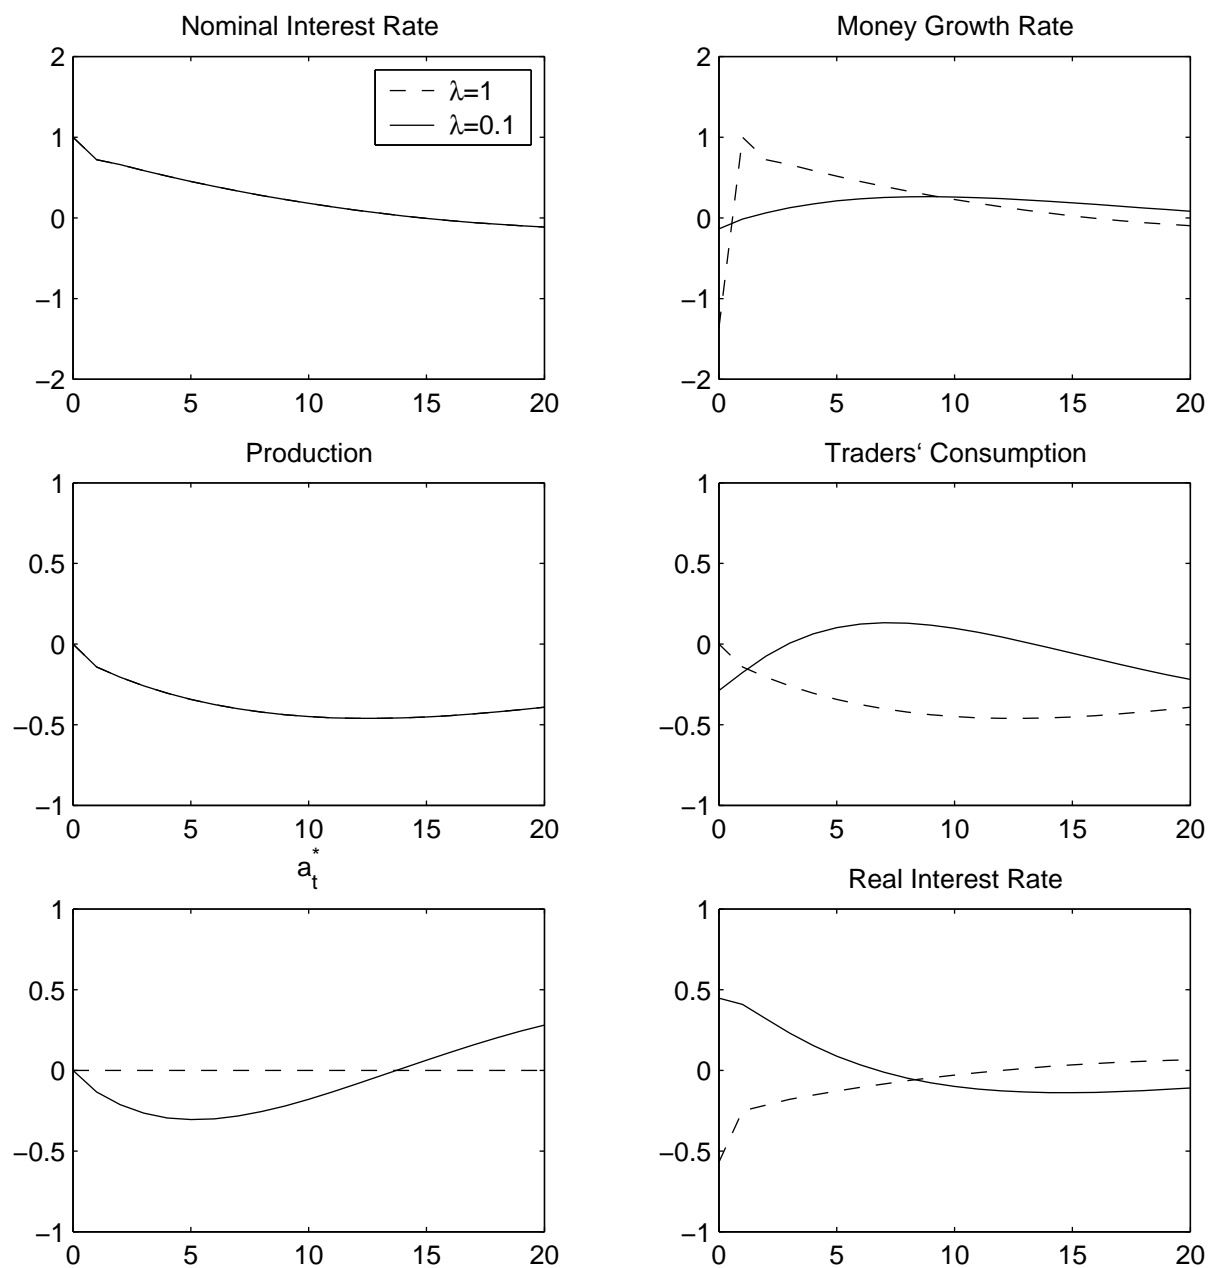 Nominal Interest Rate
2
1
0
−1
−2
0 5 10 15 20
λ=1
λ=0.1
Money Growth Rate
2
1
0
−1
−2
0 5 10 15 20
Production
1
0.5
0
−0.5
−1
0 5 10 15 20
Traders‘ Consumption
1
0.5
0
−0.5
−1
0 5 10 15 20
a*t
1
0.5
0
−0.5
−1
0 5 10 15 20
Real Interest Rate
1
0.5
0
−0.5
−1
0 5 10 15 20